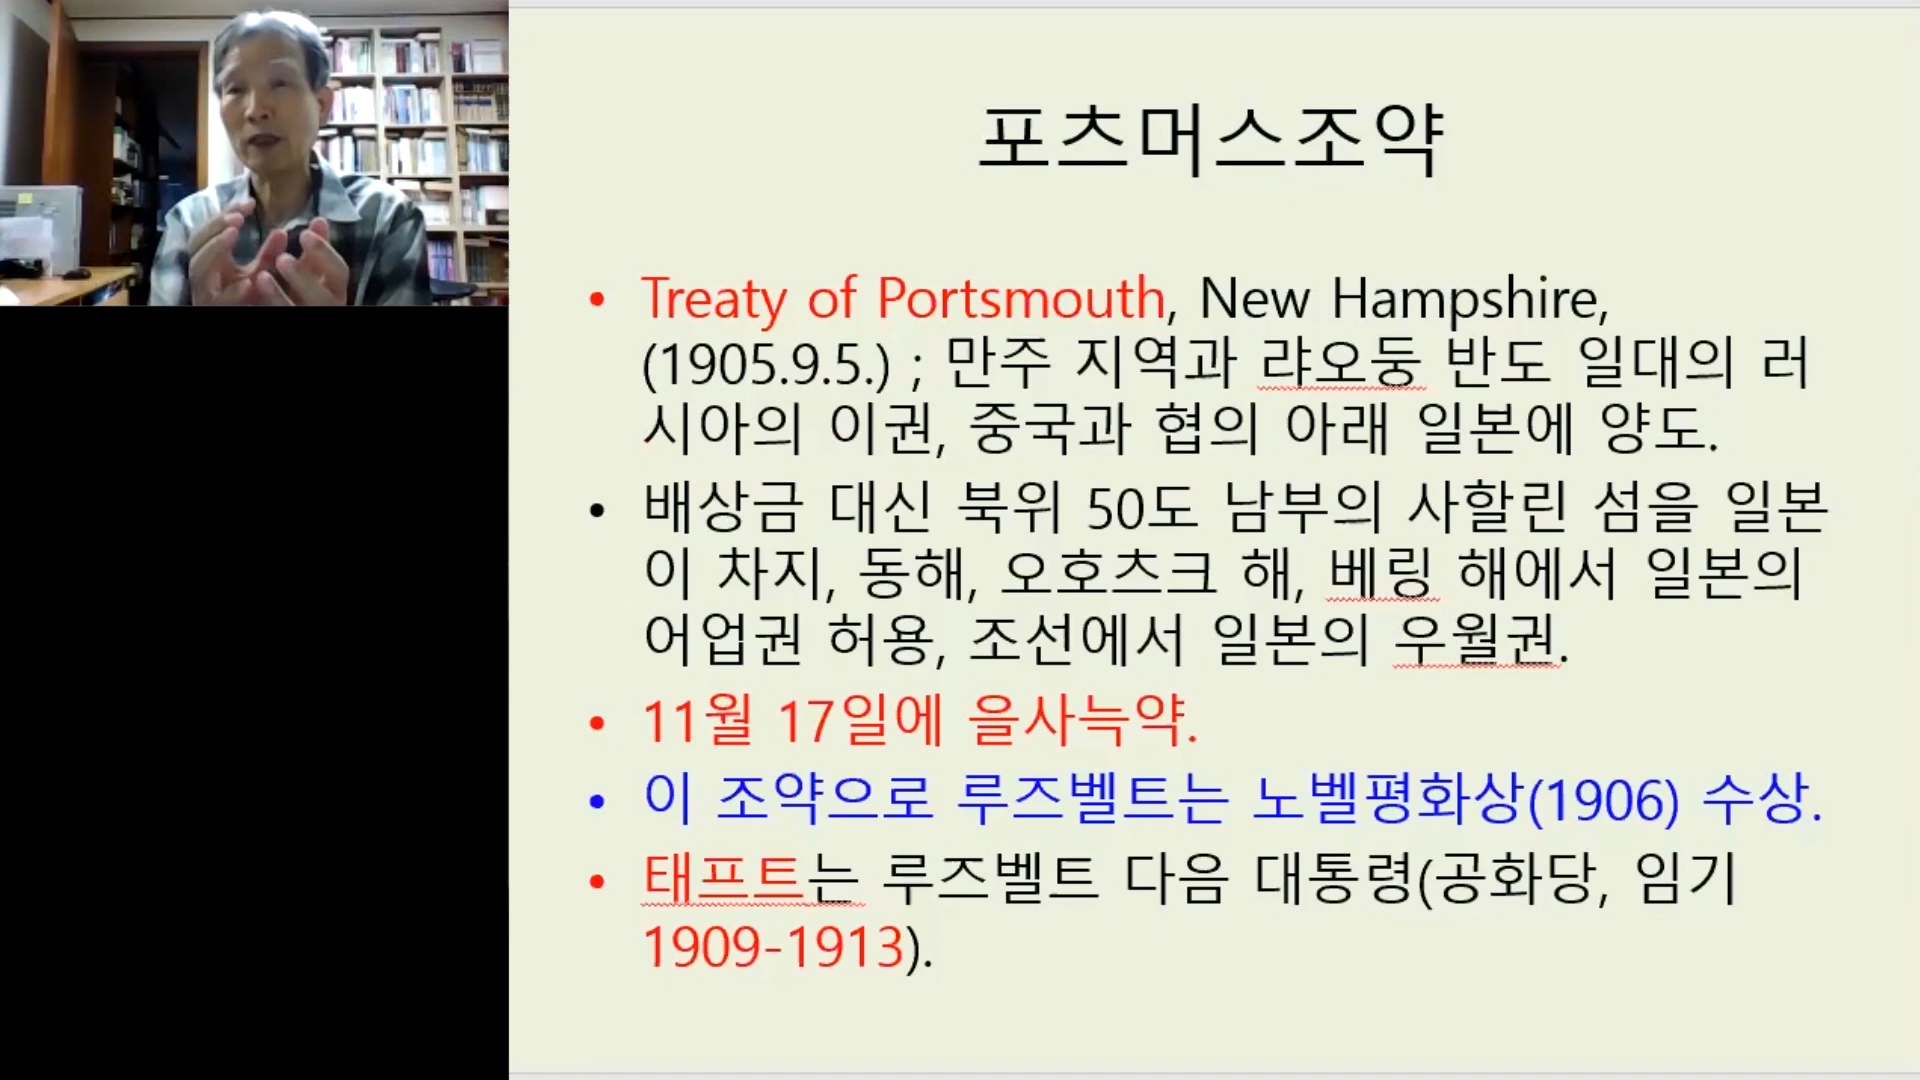 포츠머스조약
• Treaty of Portsmouth, New Hampshire,
(1905.9.5.) ; 만주 지역과 랴오둥 반도 일대의 러
시아의 이권, 중국과 협의 아래 일본에 양도.
• 배상금 대신 북위 50도 남부의 사할린 섬을 일본
이 차지, 동해, 오호츠크 해, 베링 해에서 일본의
어업권 허용, 조선에서 일본의 우월권.
• 11월 17일에 을사늑약.
• 이 조약으로 루즈벨트는 노벨평화상(1906) 수상.
• 태프트는 루즈벨트 다음 대통령(공화당, 임기
1909-1913).